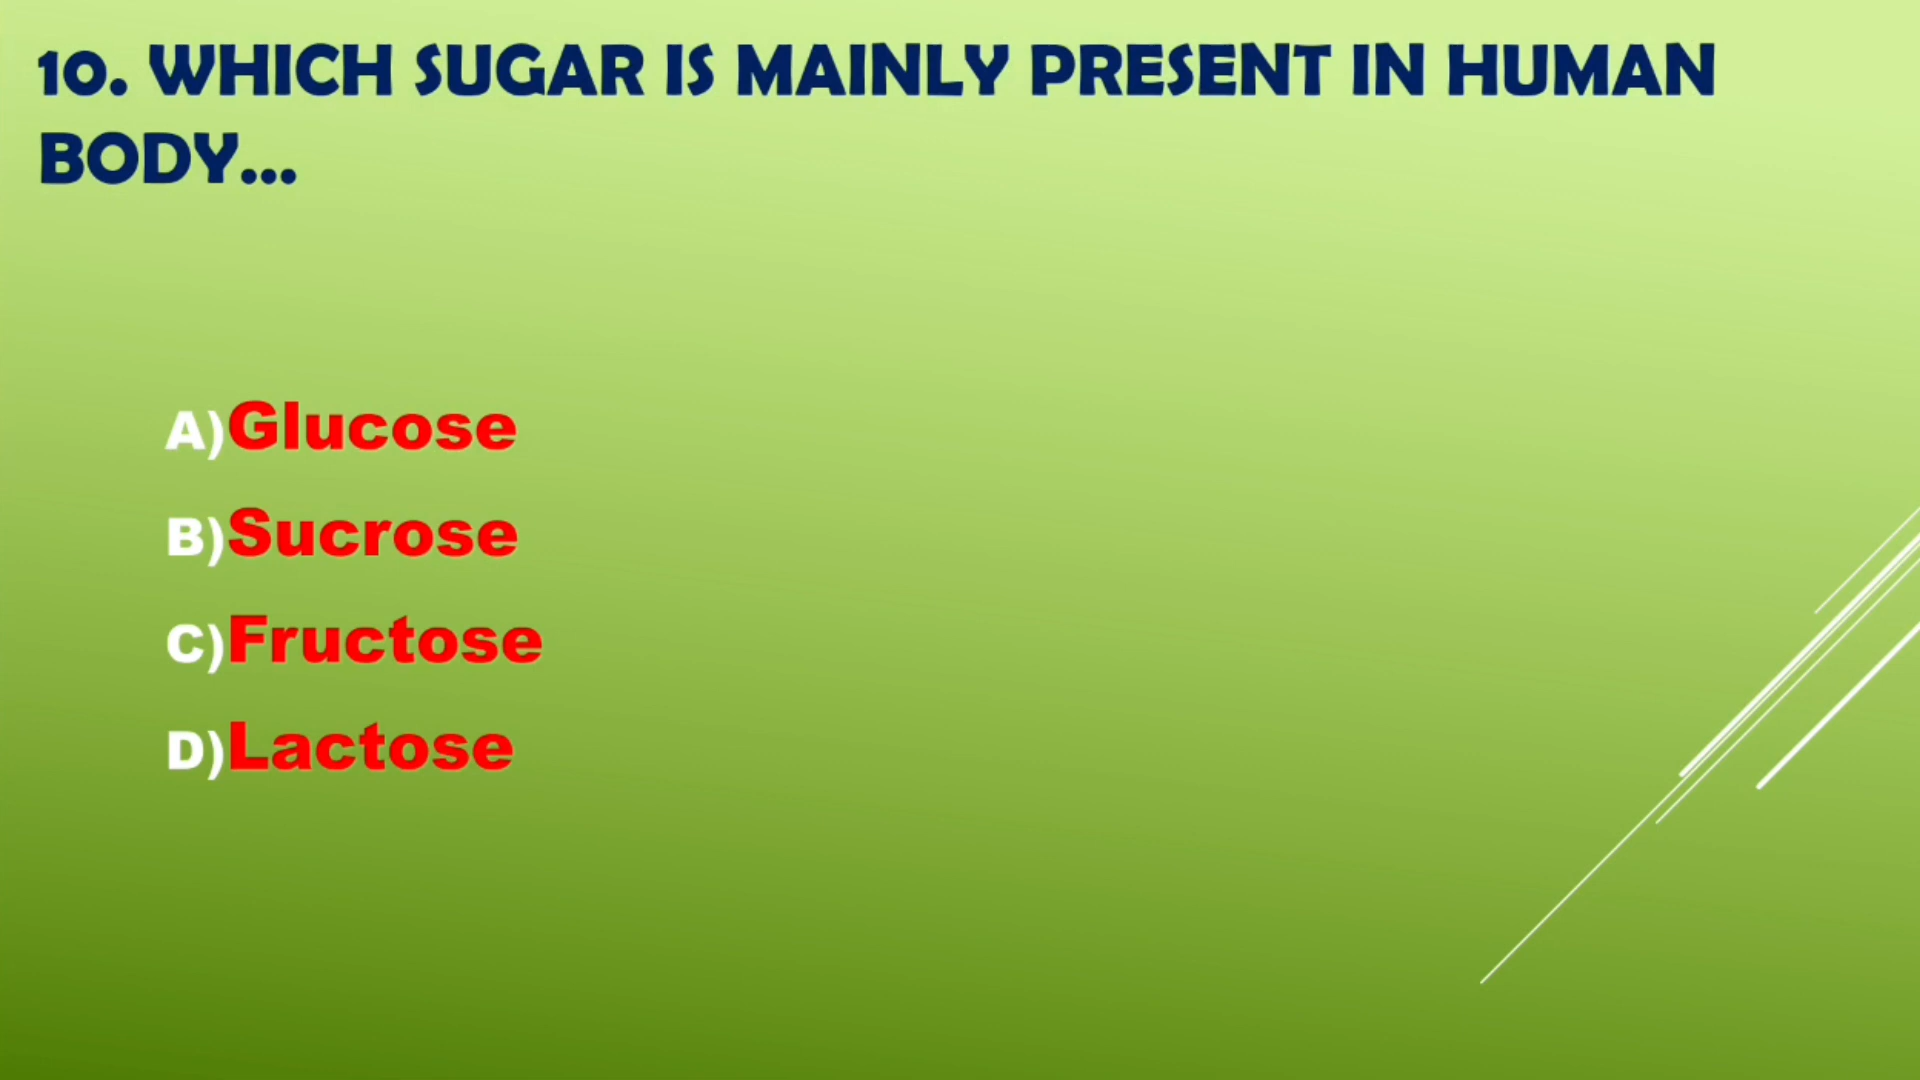 10. WHICH SUGAR IS MAINLY PRESENT IN HUMAN
BODY...
A)Glucose
B)Sucrose
C)Fructose
D)Lactose